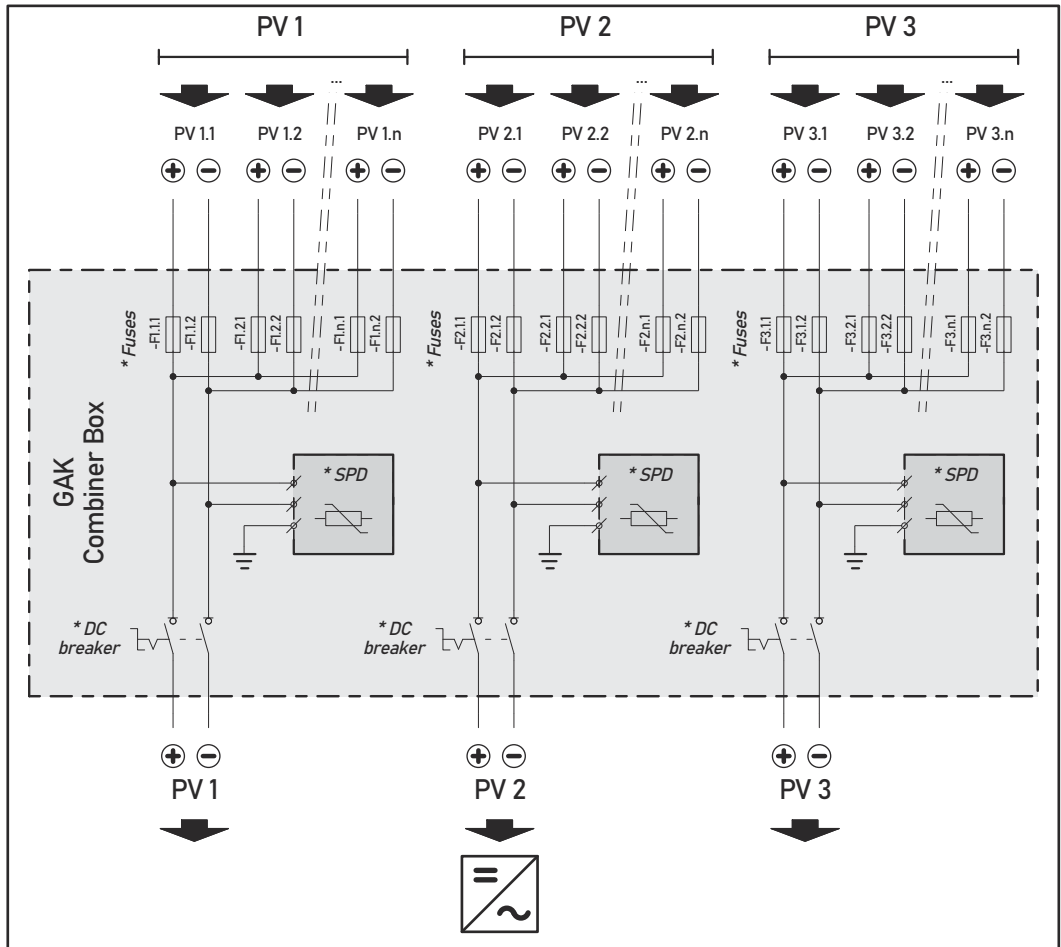 PV 1 PV 2 PV 3
... ... ...
PV 1.1 PV 1.2 PV 1.n PV 2.1 PV 2.2 PV 2.n PV 3.1 PV 3.2 PV 3.n
+ − + − + − + − + − + − + − + − + −
* Fuses
-F1.1.1
-F1.1.2
-F1.2.1
-F1.2.2
-F1.n.1
-F1.n.2
* Fuses
-F2.1.1
-F2.1.2
-F2.2.1
-F2.2.2
-F2.n.1
-F2.n.2
* Fuses
-F3.1.1
-F3.1.2
-F3.2.1
-F3.2.2
-F3.n.1
-F3.n.2
GAK
Combiner Box
* SPD * SPD * SPD
* DC
breaker
* DC
breaker
* DC
breaker
+ − + − + −
PV 1 PV 2 PV 3